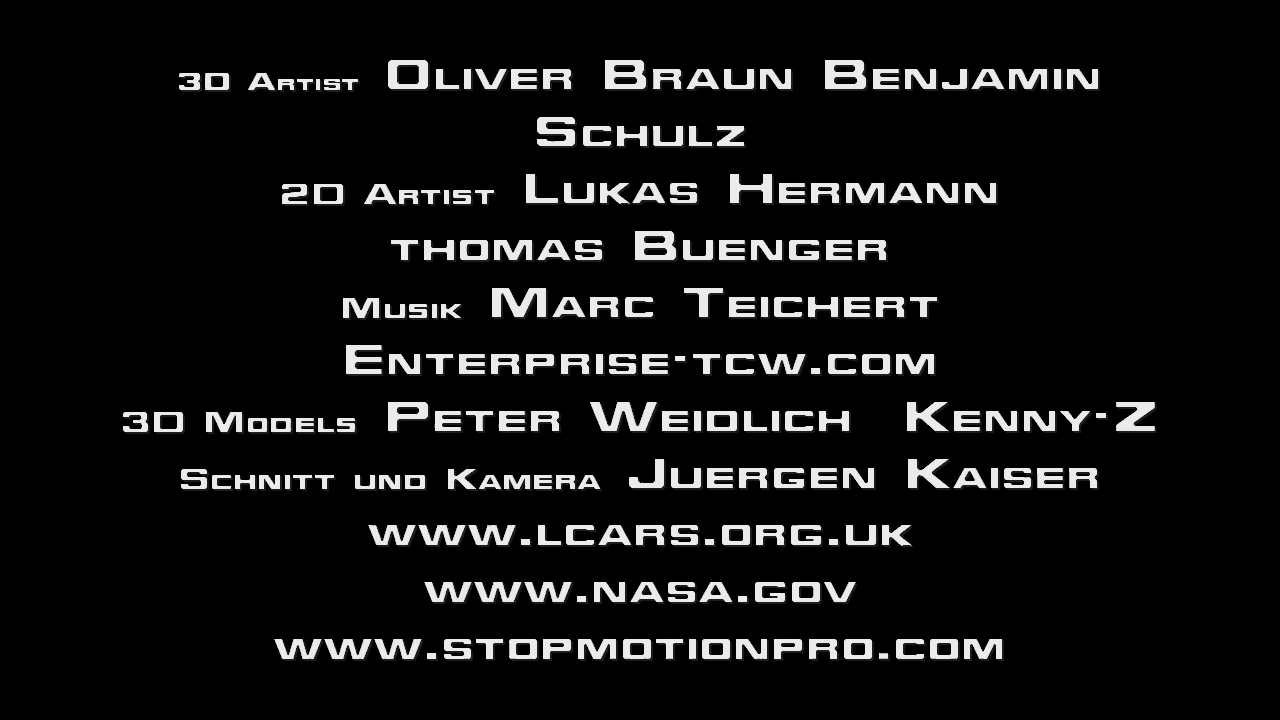 3D Artist Oliver Braun Benjamin
Schulz
2D Artist Lukas Hermann
thomas Buenger
Musik Marc Teichert
Enterprise-tcw.com
3D Models Peter Weidlich Kenny-Z
Schnitt und Kamera Juergen Kaiser
www.lcars.org.uk
www.nasa.gov
www.stopmotionpro.com